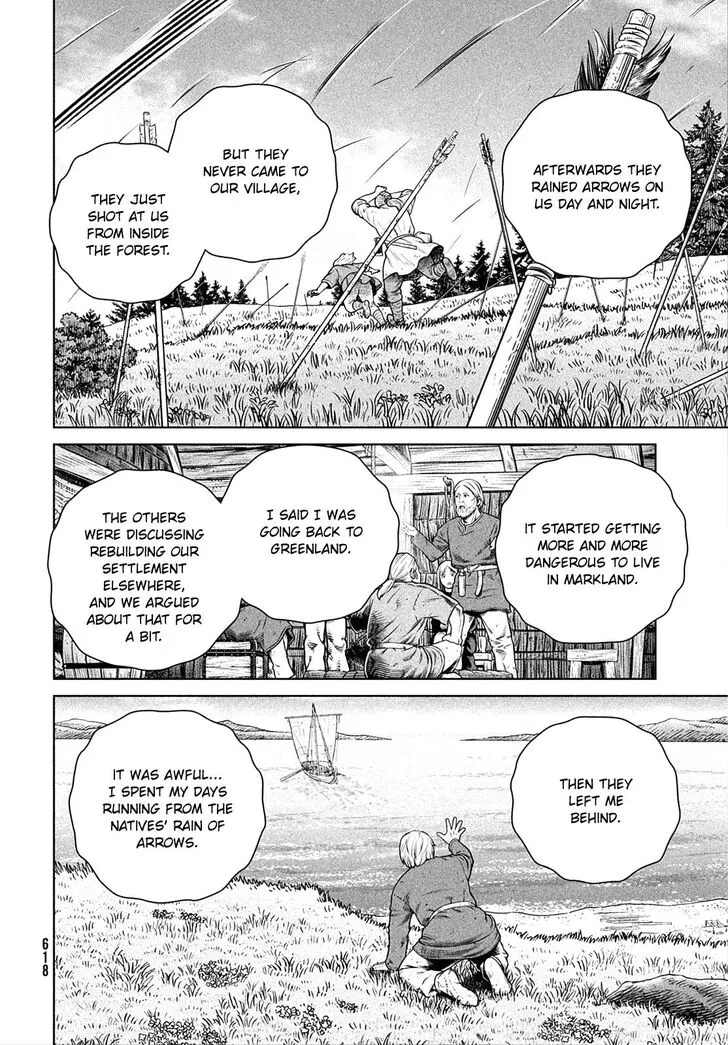 AFTERWARDS THEY
RAINED ARROWS ON
US DAY AND NIGHT.
BUT THEY
NEVER CAME TO
OUR VILLAGE,
THEY JUST
SHOT AT US
FROM INSIDE
THE FOREST.
IT STARTED GETTING
MORE AND MORE
DANGEROUS TO LIVE
IN MARKLAND.
I SAID I WAS
GOING BACK TO
GREENLAND.
THE OTHERS
WERE DISCUSSING
REBUILDING OUR
SETTLEMENT
ELSEWHERE,
AND WE ARGUED
ABOUT THAT FOR
A BIT.
THEN THEY
LEFT ME
BEHIND.
IT WAS AWFUL...
I SPENT MY DAYS
RUNNING FROM THE
NATIVES' RAIN OF
ARROWS.
618